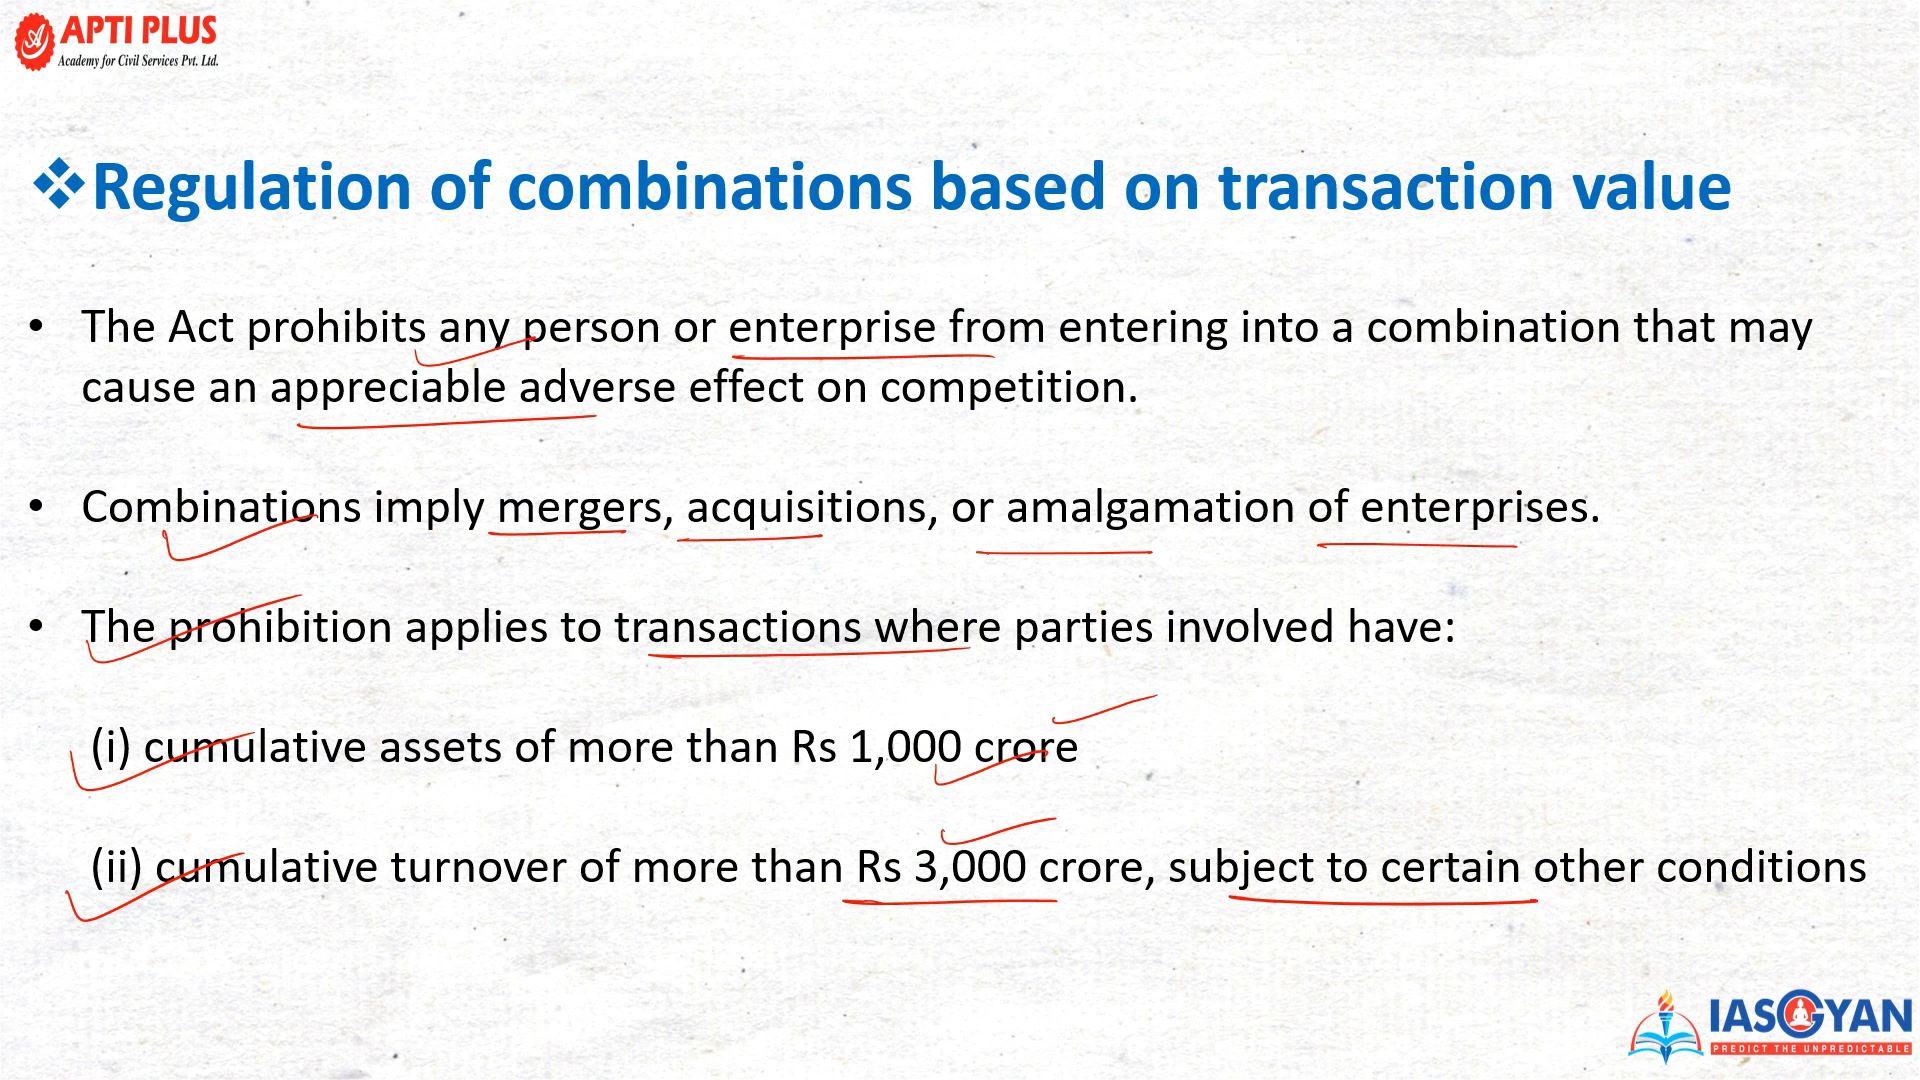 APTI PLUS
Academy for Civil Services Pvt. Ltd.
❖Regulation of combinations based on transaction value
• The Act prohibits any person or enterprise from entering into a combination that may
cause an appreciable adverse effect on competition.
• Combinations imply mergers, acquisitions, or amalgamation of enterprises.
• The prohibition applies to transactions where parties involved have:
(i) cumulative assets of more than Rs 1,000 crore
(ii) cumulative turnover of more than Rs 3,000 crore, subject to certain other conditions
IASGYAN
PREDICT THE UNPREDICTABLE